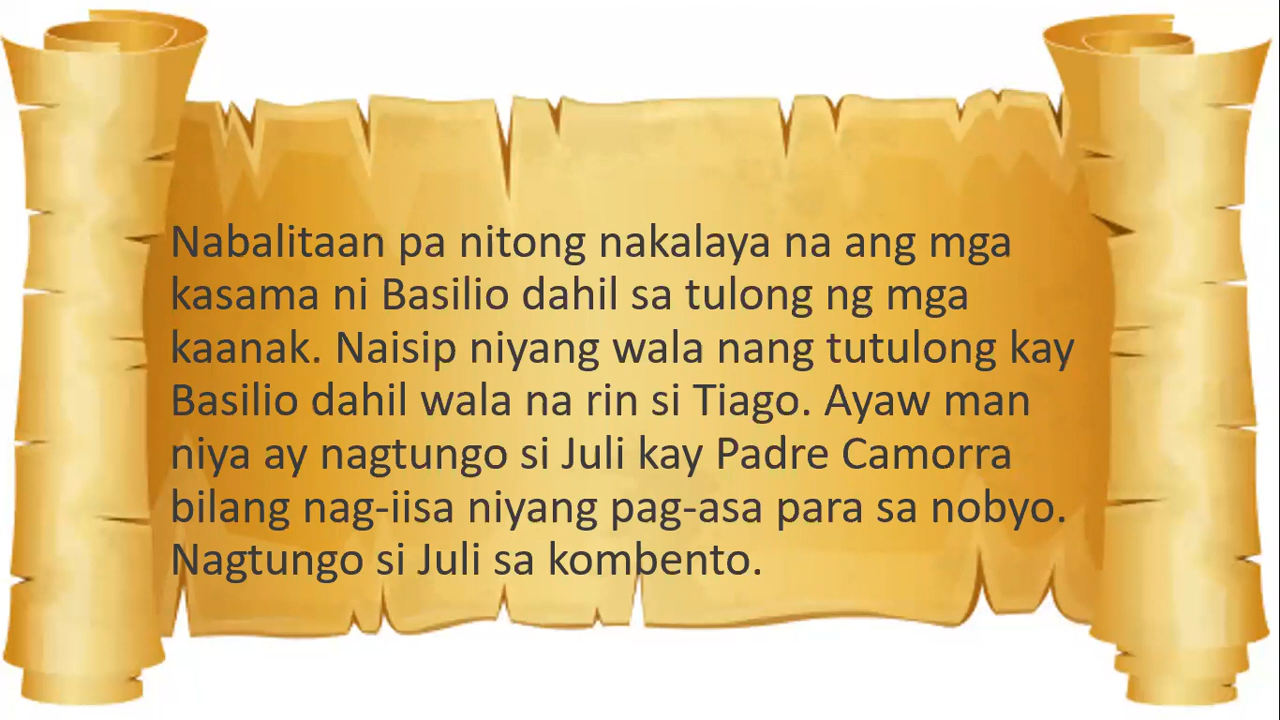 Nabalitaan pa nitong nakalaya na ang mga
kasama ni Basilio dahil sa tulong ng mga
kaanak. Naisip niyang wala nang tutulong kay
Basilio dahil wala na rin si Tiago. Ayaw man
niya ay nagtungo si Juli kay Padre Camorra
bilang nag-iisa niyang pag-asa para sa nobyo.
Nagtungo si Juli sa kombento.